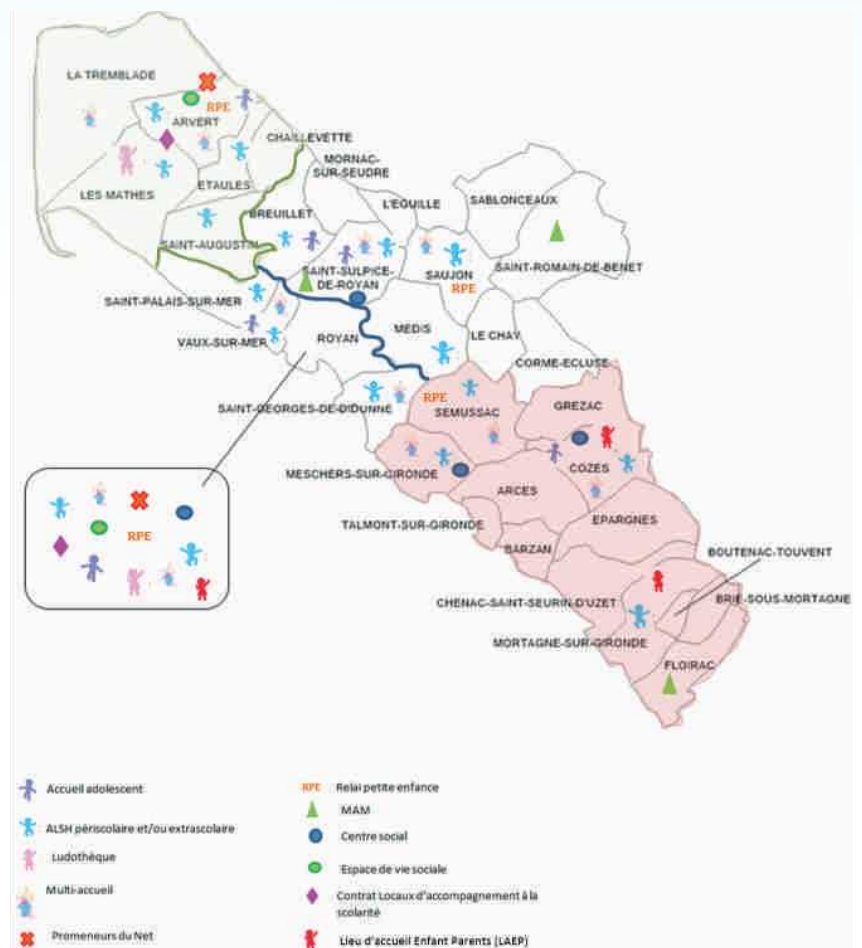 LA TREMBLADE
RPE
ARVERT
CHAILLEVETTE
MORNAC-
SUR-SEUDRE
ETAULES
LES MATHES
L'EGUILLE
SABLONCEAUX
BREUILLET
SAINT-AUGUSTIN
SAINT-SULPICE-
DE-ROYAN
SAUJON
RPE
SAINT-ROMAIN-DE-BENET
SAINT-PALAIS-SUR-MER
VAUX-SUR-MER
ROYAN
MEDIS
LE CHAY
CORME-ECLUSE
SAINT-GEORGES-DE-DIDUNNE
RPE
SEMUSSAC
GREZAC
MESCHERS-SUR-GIRONDE
COZES
ARCES
TALMONT-SUR-GIRONDE
EPARGNES
BARZAN
RPE
BOUTENAC-TOUVENT
CHENAC-SAINT-SEURIN-D'UZET
BRIE-SOUS-MORTAGNE
MORTAGNE-SUR-GIRONDE
FLOIRAC
Accueil adolescent
ALSH périscolaire et/ou extrascolaire
Ludothèque
Multi-accueil
Promeneurs du Net
RPE Relai petite enfance
MAM
Centre social
Espace de vie sociale
Contrat Locaux d'accompagnement à la
scolarité
Lieu d'accueil Enfant Parents (LAEP)